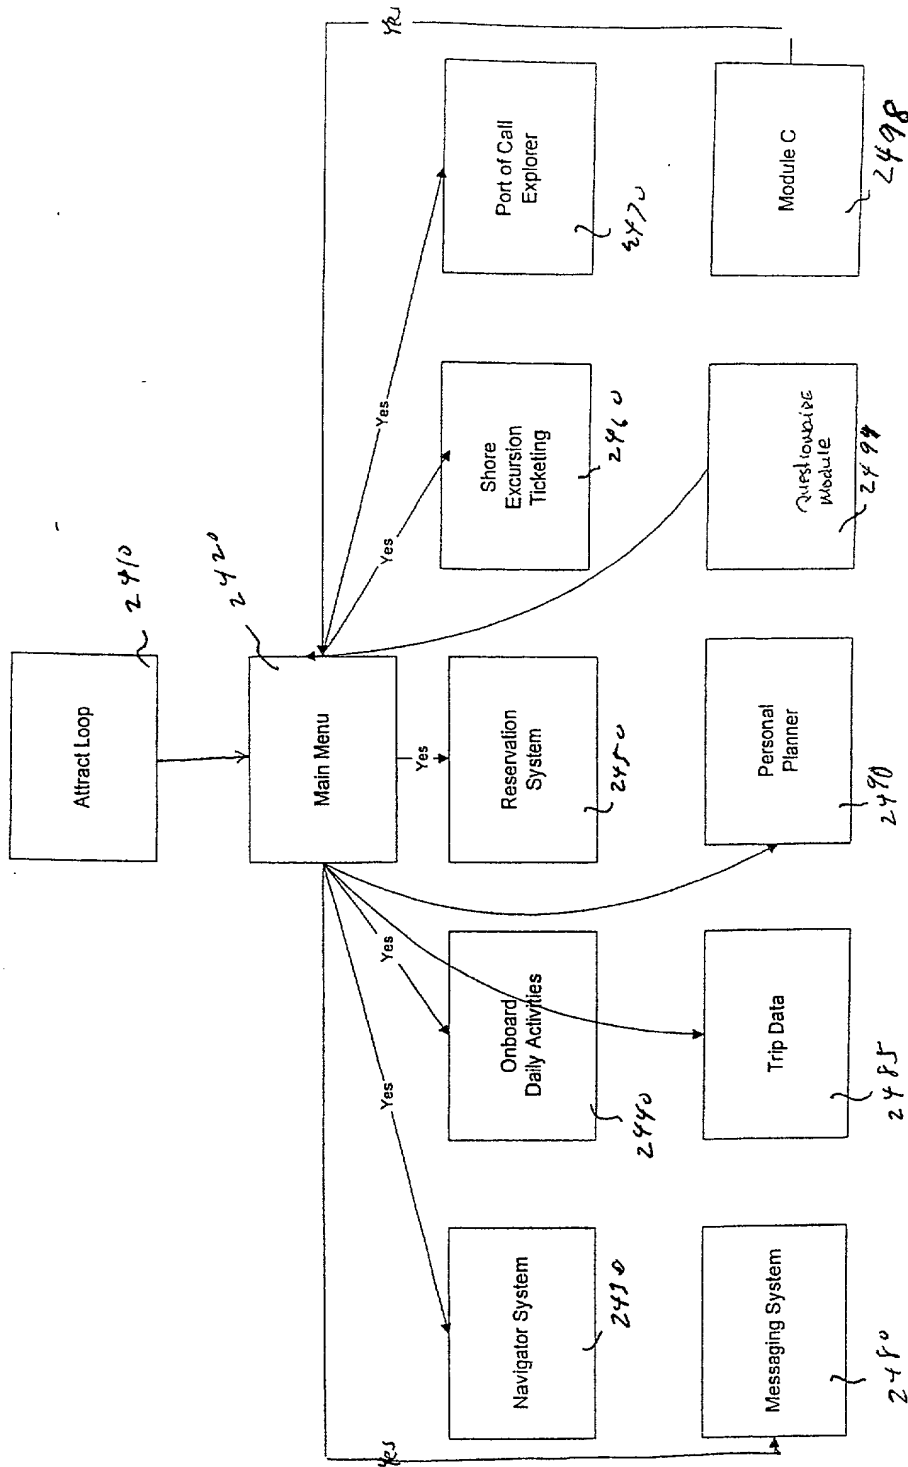 Attract Loop
2410
Main Menu
2420
Yes
Yes
Yes
Yes
Yes
Yes
Yes
Navigator System
2430
Onboard
Daily Activities
2440
Reservation
System
2450
Shore
Excursion
Ticketing
2460
Port of Call
Explorer
2470
Messaging System
2480
Trip Data
2485
Personal
Planner
2490
Questionaire
Module
2494
Module C
2498